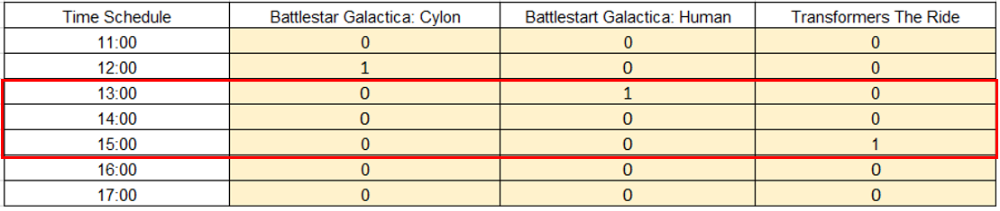 Time Schedule Battlestar Galactica: Cylon Battlestart Galactica: Human Transformers The Ride
11:00 0 0 0
12:00 1 0 0
13:00 0 1 0
14:00 0 0 0
15:00 0 0 1
16:00 0 0 0
17:00 0 0 0